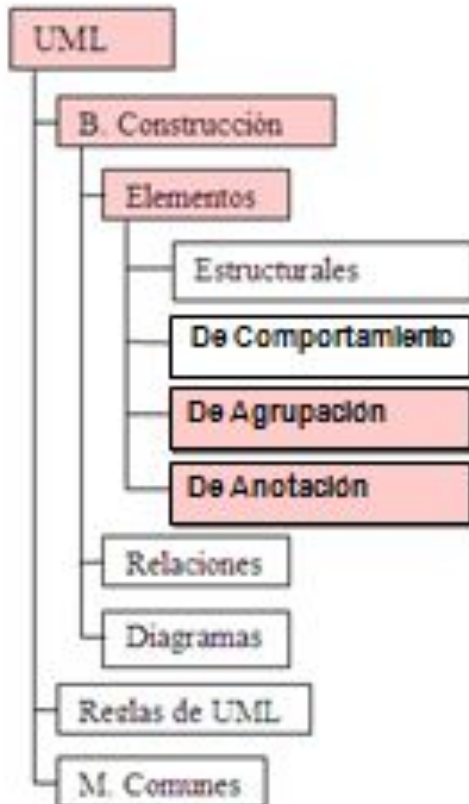 UML
B. Construcción
Elementos
Estructurales
De Comportamiento
De Agrupación
De Anotación
Relaciones
Diagramas
Reglas de UML
M. Comunes